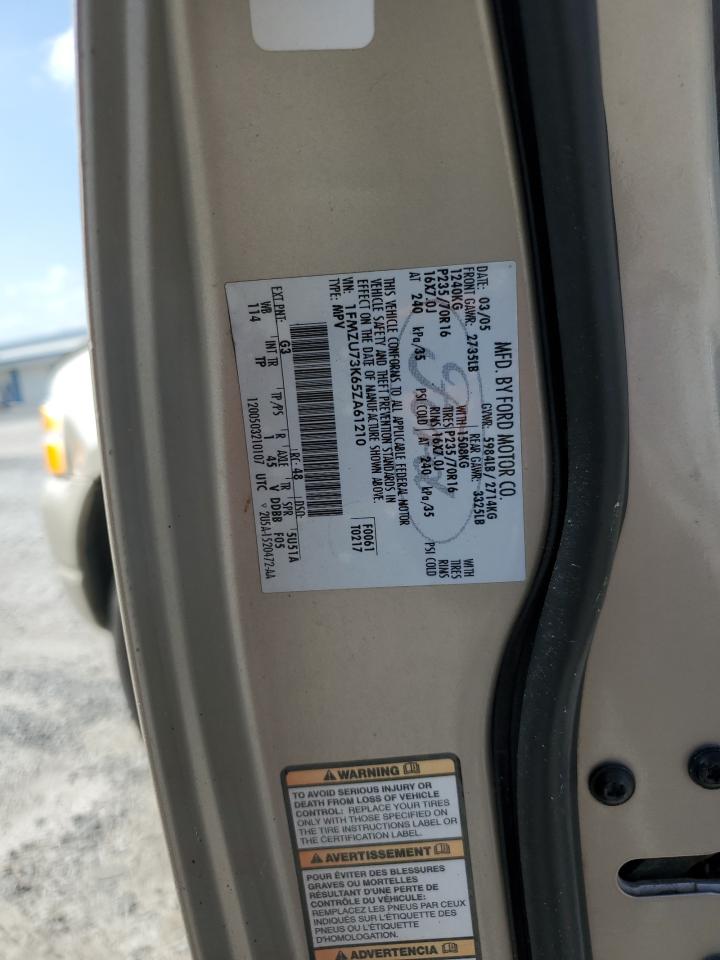 MFD. BY FORD MOTOR CO.
DATE: 03/05 GVWR: 5984LB/ 2714KG
FRONT GAWR: 2735LB REAR GAWR: 3325LB
1240KG WITH 1508KG WITH
P235/70R16 TIRES P235/70R16 TIRES
16X7.0J RIMS 16X7.0J RIMS
AT 240 kPa/35 PSI COLD AT 240 kPa/35 PSI COLD
THIS VEHICLE CONFORMS TO ALL APPLICABLE FEDERAL MOTOR
VEHICLE SAFETY AND THEFT PREVENTION STANDARDS IN
EFFECT ON THE DATE OF MANUFACTURE SHOWN ABOVE.
VIN: 1FMZU73K65ZA61210 F0061
TYPE: MPV T0217
EXT PNT: G3 RC: 48 DSO: 5U51A
WB INT TR TP/PS R AXLE TR SPR
114 TP 45 V DDBB F05
1200503210107 UTC 2U5A-1520472-AA
WARNING
TO AVOID SERIOUS INJURY OR
DEATH FROM LOSS OF VEHICLE
CONTROL: REPLACE YOUR TIRES
ONLY WITH THOSE SPECIFIED ON
THE TIRE INSTRUCTIONS LABEL OR
THE CERTIFICATION LABEL.
AVERTISSEMENT
POUR ÉVITER DES BLESSURES
GRAVES OU MORTELLES
RÉSULTANT D'UNE PERTE DE
CONTRÔLE DU VÉHICULE:
REMPLACEZ LES PNEUS PAR CEUX
SPÉCIFIÉS SUR L'ÉTIQUETTE DES
PNEUS OU L'ÉTIQUETTE
D'HOMOLOGATION.
ADVERTENCIA